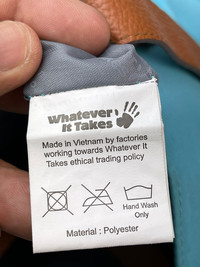 Whatever
It Takes
Made in Vietnam by factories
working towards Whatever It
Takes ethical trading policy
Hand Wash
Only
Material : Polyester